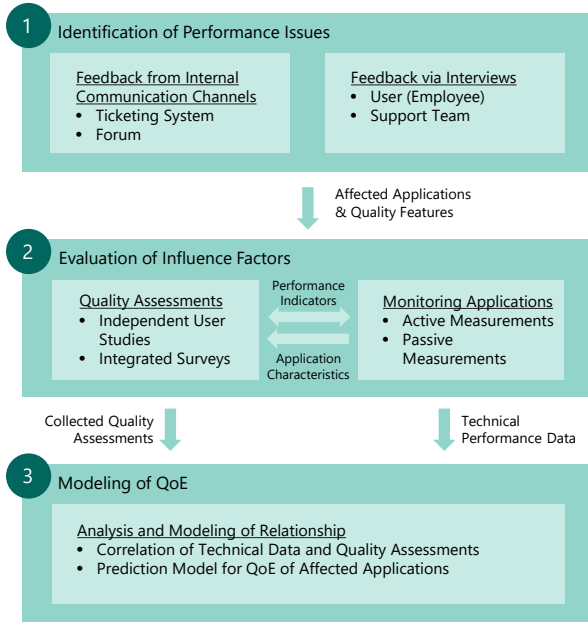 1
Identification of Performance Issues
Feedback from Internal
Communication Channels
• Ticketing System
• Forum
Feedback via Interviews
• User (Employee)
• Support Team
Affected Applications
& Quality Features
2
Evaluation of Influence Factors
Quality Assessments
• Independent User
Studies
• Integrated Surveys
Performance
Indicators
Application
Characteristics
Monitoring Applications
• Active Measurements
• Passive
Measurements
Collected Quality
Assessments
Technical
Performance Data
3
Modeling of QoE
Analysis and Modeling of Relationship
• Correlation of Technical Data and Quality Assessments
• Prediction Model for QoE of Affected Applications